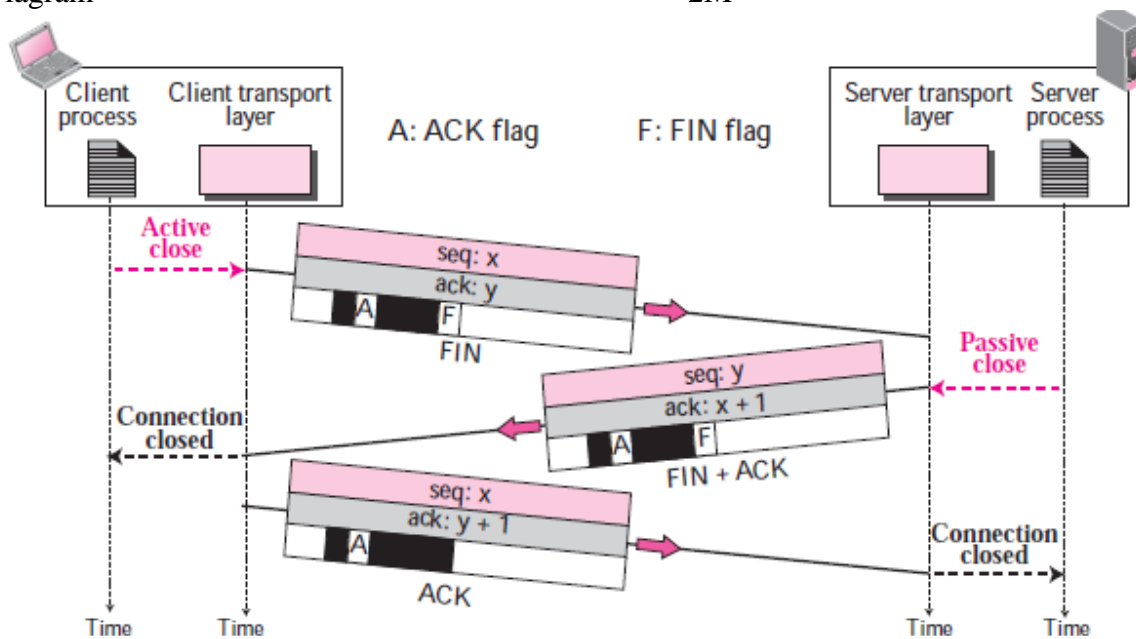 iagram 2M
Client process
Client transport layer
A: ACK flag
F: FIN flag
Server transport layer
Server process
Active close
seq: x
ack: y
A F
FIN
Passive close
seq: y
ack: x + 1
A F
FIN + ACK
Connection closed
seq: x
ack: y + 1
A
ACK
Connection closed
Time
Time
Time
Time